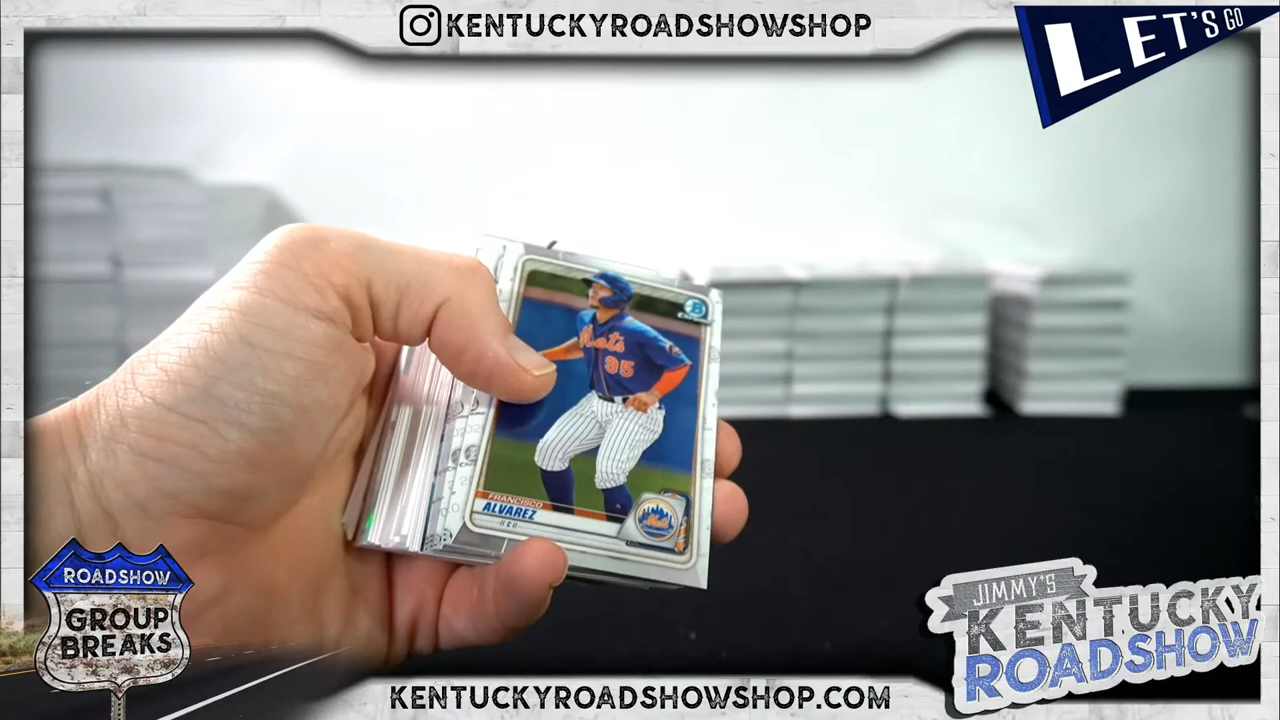 KENTUCKYROADSHOWSHOP
LET'S GO
Mets
35
FRANCISCO
ALVAREZ
// C //
Mets
ROADSHOW
GROUP
BREAKS
JIMMY'S
KENTUCKY
ROADSHOW
KENTUCKYROADSHOWSHOP.COM